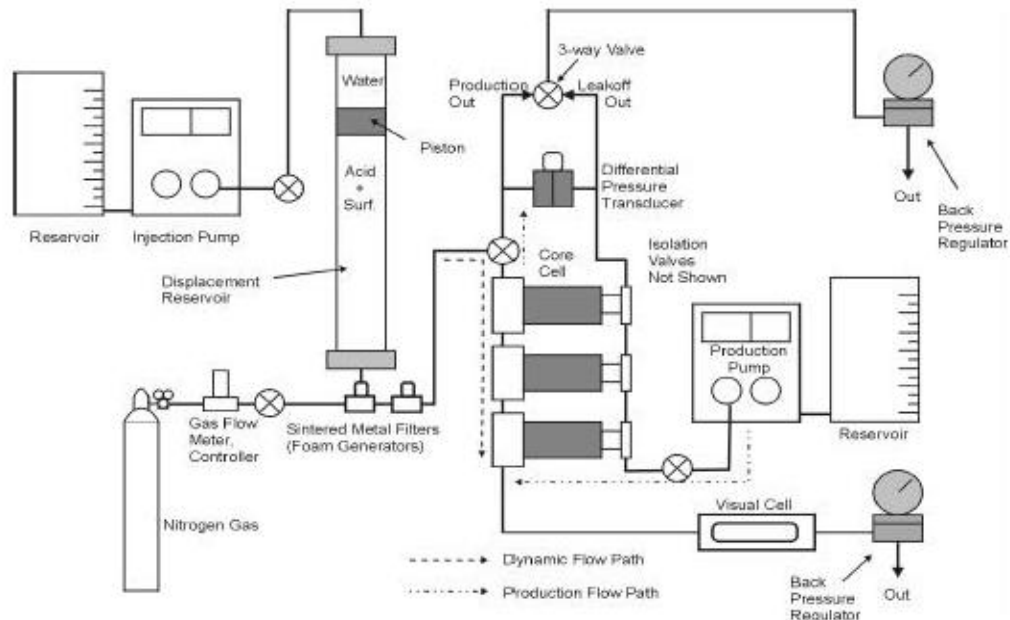 3-way Valve
Production
Out
Leakoff
Out
Water
Piston
Acid
+
Surf.
Differential
Pressure
Transducer
Out
Back
Pressure
Regulator
Reservoir
Injection Pump
Displacement
Reservoir
Core
Cell
Isolation
Valves
Not Shown
Production
Pump
Reservoir
Gas Flow
Meter,
Controller
Sintered Metal Filters
(Foam Generators)
Nitrogen Gas
Visual Cell
Dlynamic Flow Path
Production Flow Path
Back
Pressure
Regulator
Out